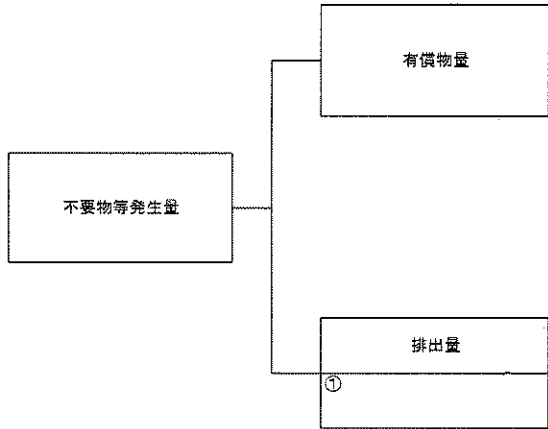 有償物量
不要物等発生量
排出量
①